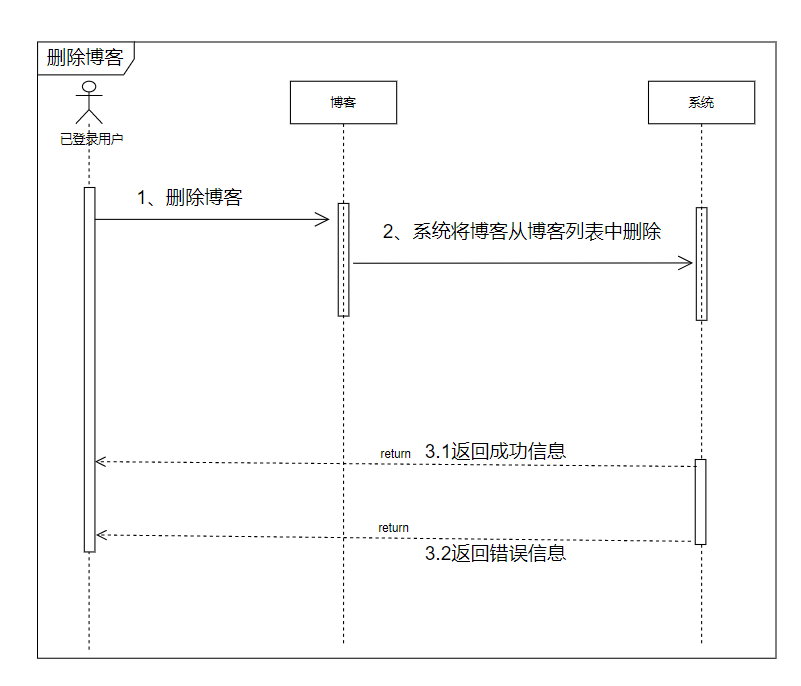 删除博客
已登录用户
博客
系统
1、删除博客
2、系统将博客从博客列表中删除
return
3.1返回成功信息
return
3.2返回错误信息